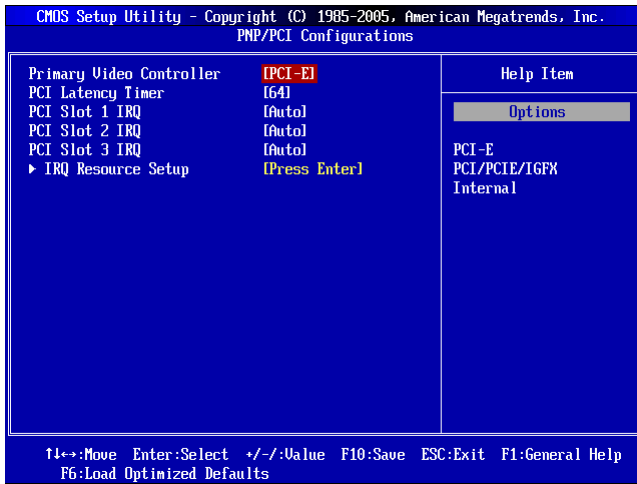 CMOS Setup Utility - Copyright (C) 1985-2005, American Megatrends, Inc.
PNP/PCI Configurations
Primary Video Controller [PCI-E]
PCI Latency Timer [64]
PCI Slot 1 IRQ [Auto]
PCI Slot 2 IRQ [Auto]
PCI Slot 3 IRQ [Auto]
▶ IRQ Resource Setup [Press Enter]
Help Item
Options
PCI-E
PCI/PCIE/IGFX
Internal
↑↓↔:Move Enter:Select +/-/:Value F10:Save ESC:Exit F1:General Help
F6:Load Optimized Defaults